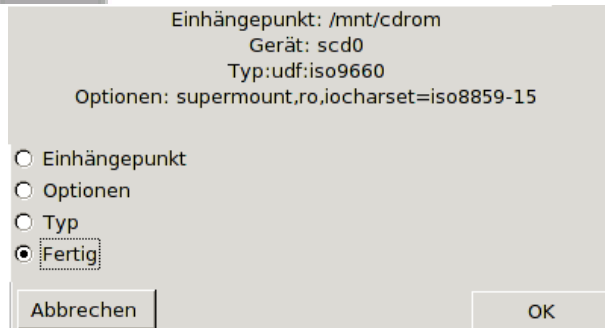 Einhängepunkt: /mnt/cdrom
Gerät: scd0
Typ:udf:iso9660
Optionen: supermount,ro,iocharset=iso8859-15
Einhängepunkt
Optionen
Typ
Fertig
Abbrechen
OK